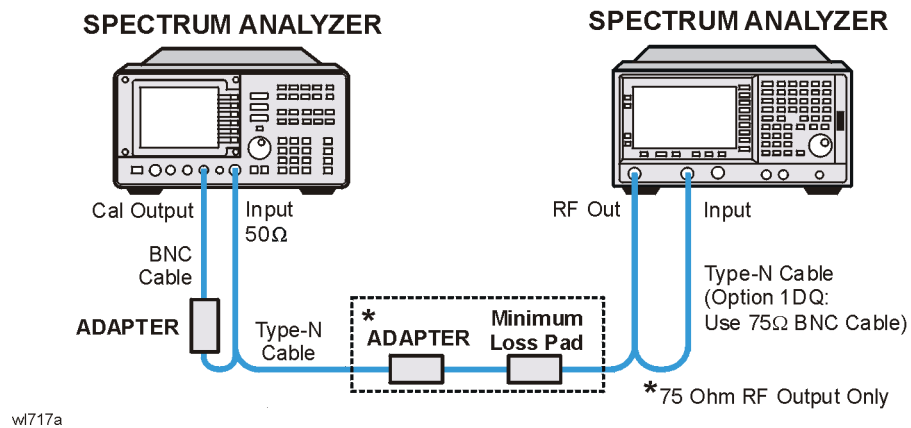 SPECTRUM ANALYZER
SPECTRUM ANALYZER
Cal Output
Input
50Ω
RF Out
Input
BNC
Cable
ADAPTER
Type-N
Cable
*
ADAPTER
Minimum
Loss Pad
Type-N Cable
(Option 1DQ:
Use 75Ω BNC Cable)
*75 Ohm RF Output Only
wl717a